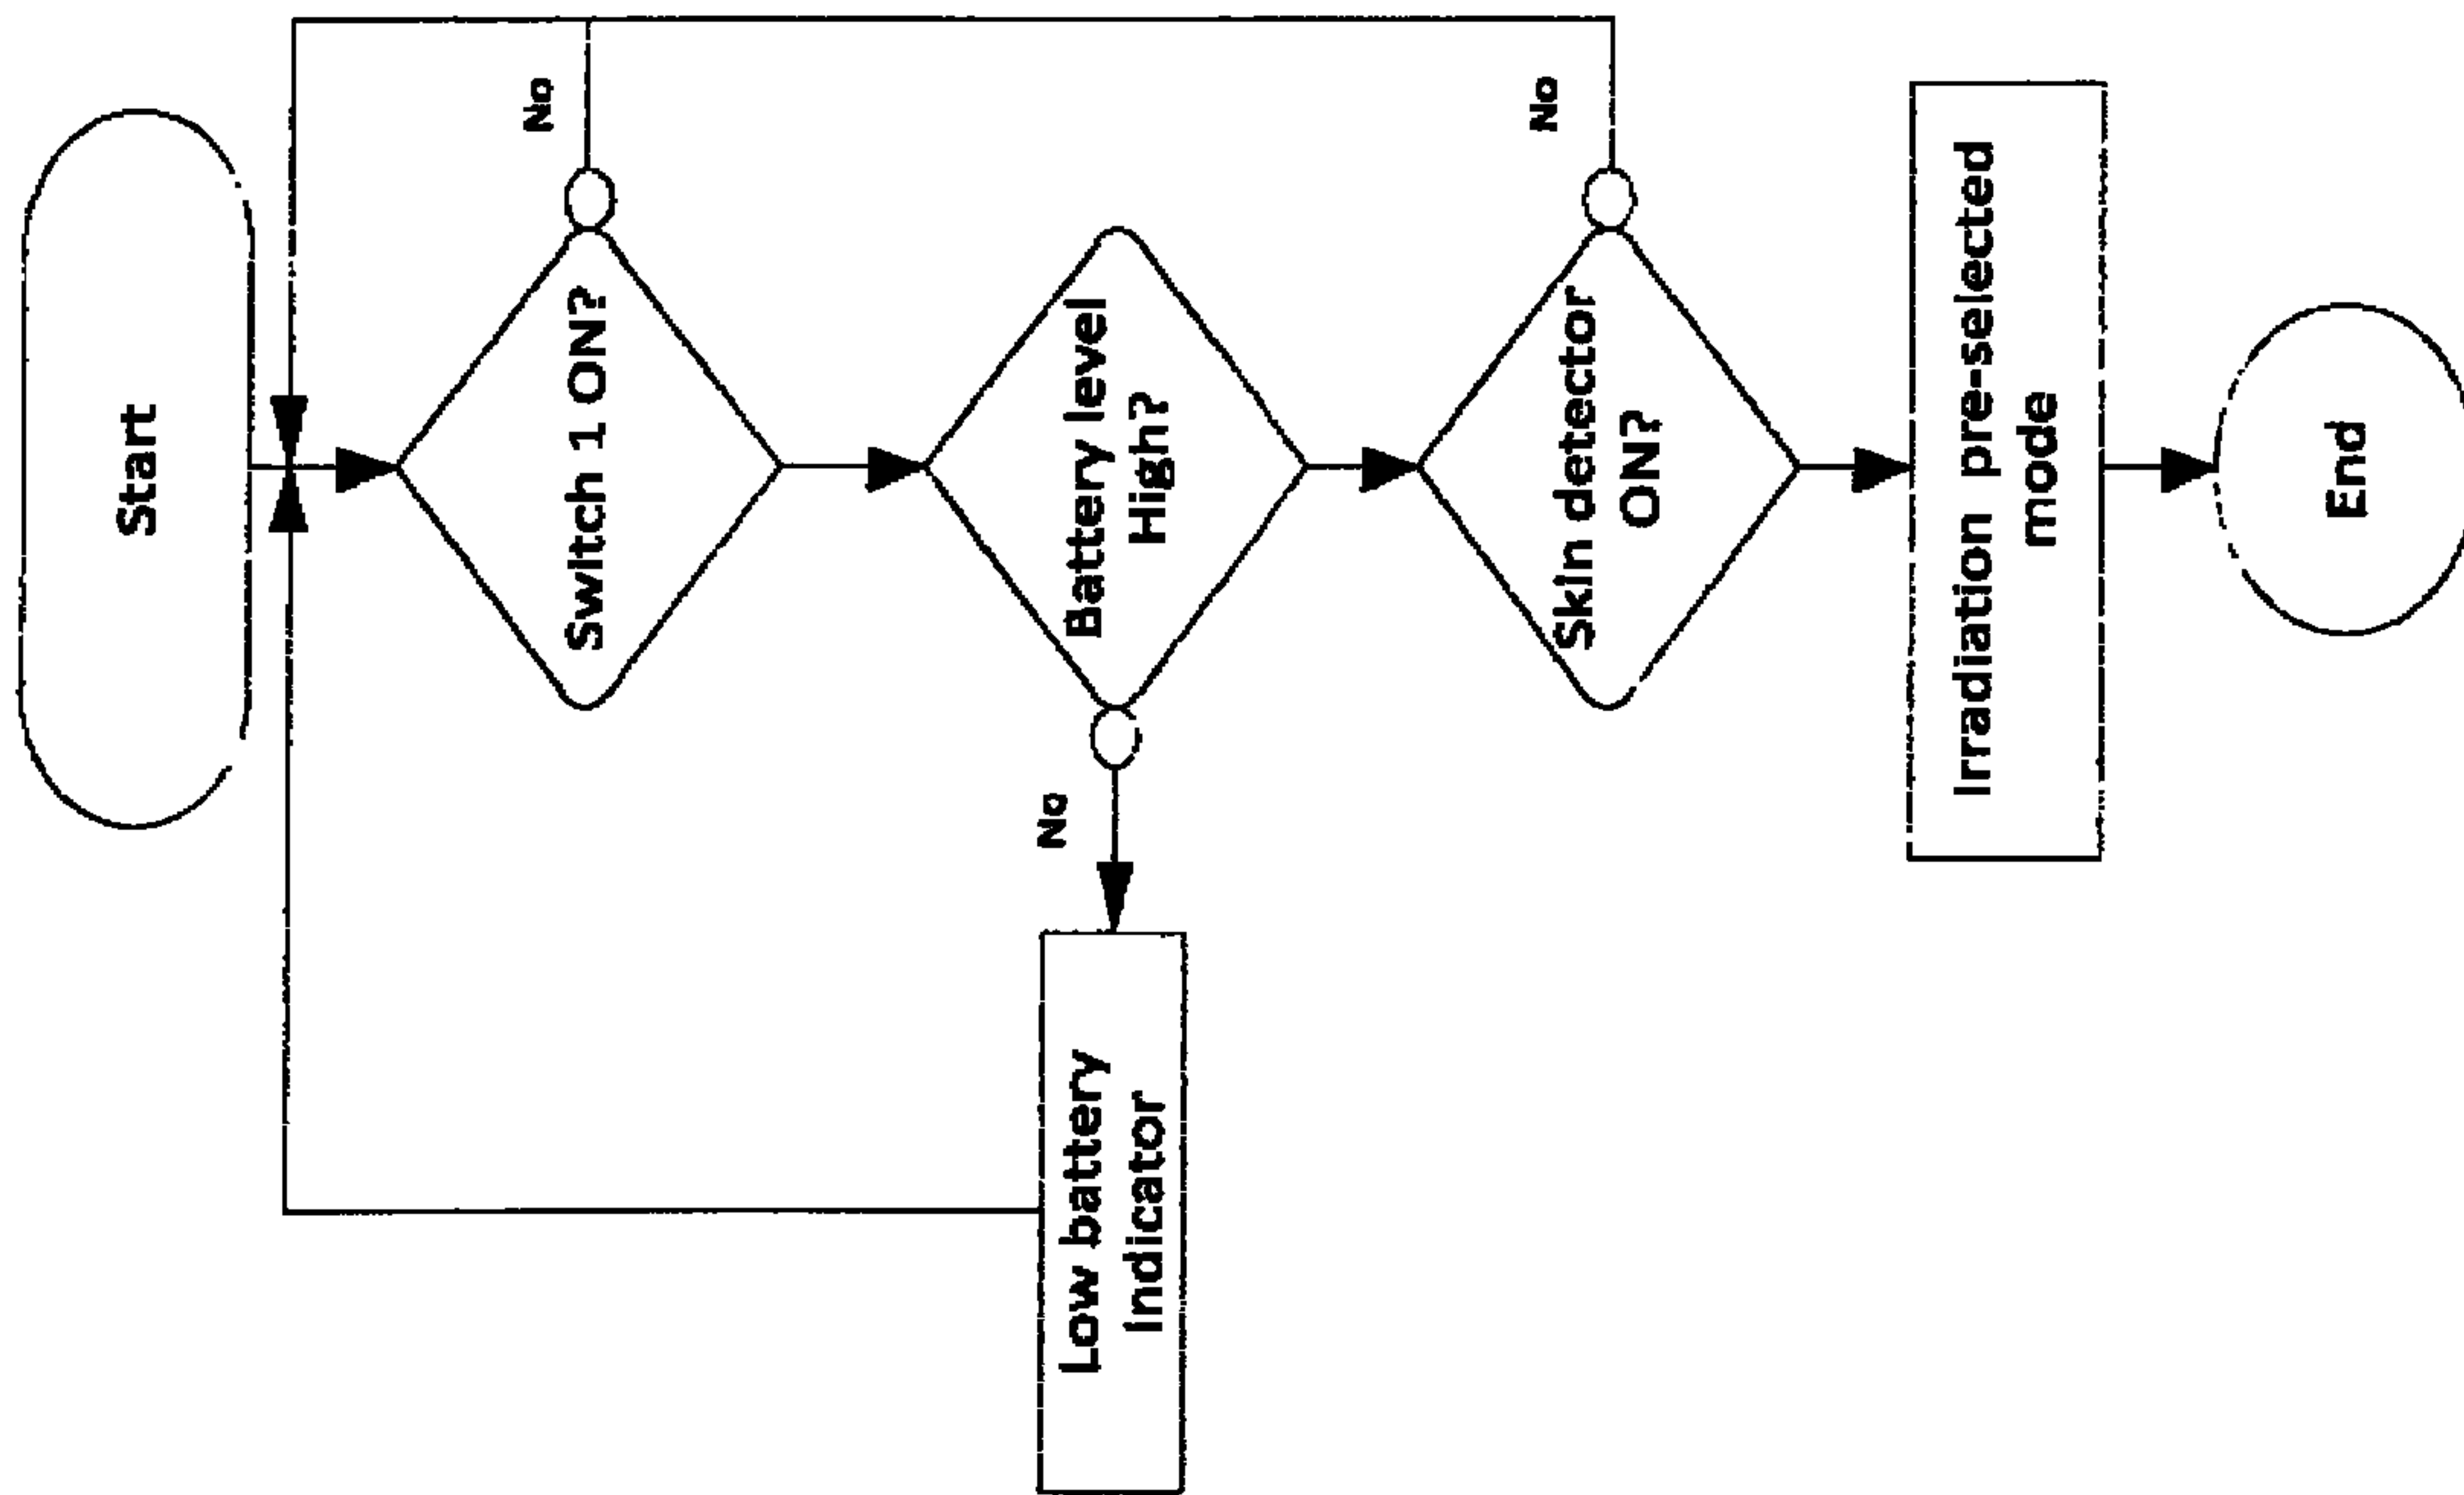 Start
No
Switch 1 ON?
Battery level
High?
No
Low battery
indicator
No
Skin detector
ON?
Irradiation pre-selected
mode
End